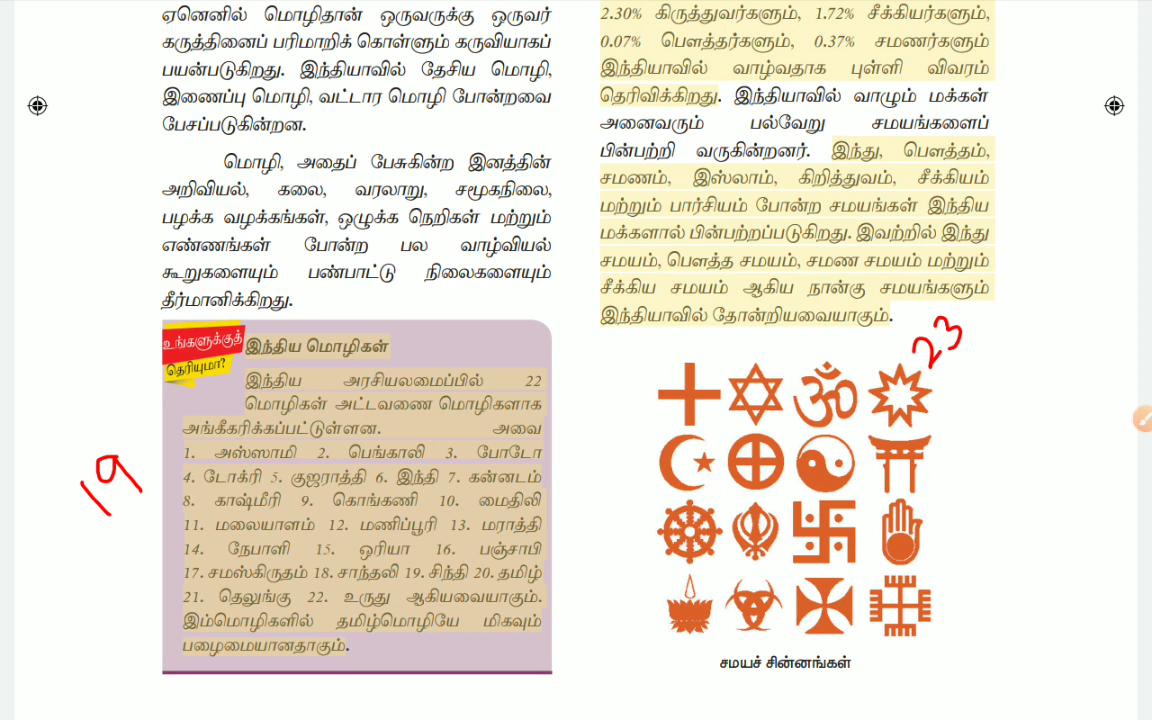 ஏனெனில் மொழிதான் ஒருவருக்கு ஒருவர்
கருத்தினைப் பரிமாறிக் கொள்ளும் கருவியாகப்
பயன்படுகிறது. இந்தியாவில் தேசிய மொழி,
இணைப்பு மொழி, வட்டார மொழி போன்றவை
பேசப்படுகின்றன.
மொழி, அதைப் பேசுகின்ற இனத்தின்
அறிவியல், கலை, வரலாறு, சமூகநிலை,
பழக்க வழக்கங்கள், ஒழுக்க நெறிகள் மற்றும்
எண்ணங்கள் போன்ற பல வாழ்வியல்
கூறுகளையும் பண்பாட்டு நிலைகளையும்
தீர்மானிக்கிறது.
உங்களுக்குத்
தெரியுமா?
இந்திய மொழிகள்
இந்திய அரசியலமைப்பில் 22
மொழிகள் அட்டவணை மொழிகளாக
அங்கீகரிக்கப்பட்டுள்ளன. அவை
1. அஸ்ஸாமி 2. பெங்காலி 3. போடோ
4. டோக்ரி 5. குஜராத்தி 6. இந்தி 7. கன்னடம்
8. காஷ்மீரி 9. கொங்கணி 10. மைதிலி
11. மலையாளம் 12. மணிப்பூரி 13. மராத்தி
14. நேபாளி 15. ஒரியா 16. பஞ்சாபி
17. சமஸ்கிருதம் 18. சாந்தலி 19. சிந்தி 20. தமிழ்
21. தெலுங்கு 22. உருது ஆகியவையாகும்.
இம்மொழிகளில் தமிழ்மொழியே மிகவும்
பழைமையானதாகும்.
19
2.30% கிருத்துவர்களும், 1.72% சீக்கியர்களும்,
0.07% பௌத்தர்களும், 0.37% சமணர்களும்
இந்தியாவில் வாழ்வதாக புள்ளி விவரம்
தெரிவிக்கிறது. இந்தியாவில் வாழும் மக்கள்
அனைவரும் பல்வேறு சமயங்களைப்
பின்பற்றி வருகின்றனர். இந்து, பௌத்தம்,
சமணம், இஸ்லாம், கிறித்துவம், சீக்கியம்
மற்றும் பார்சியம் போன்ற சமயங்கள் இந்திய
மக்களால் பின்பற்றப்படுகிறது. இவற்றில் இந்து
சமயம், பௌத்த சமயம், சமண சமயம் மற்றும்
சீக்கிய சமயம் ஆகிய நான்கு சமயங்களும்
இந்தியாவில் தோன்றியவையாகும்.
23
சமயச் சின்னங்கள்